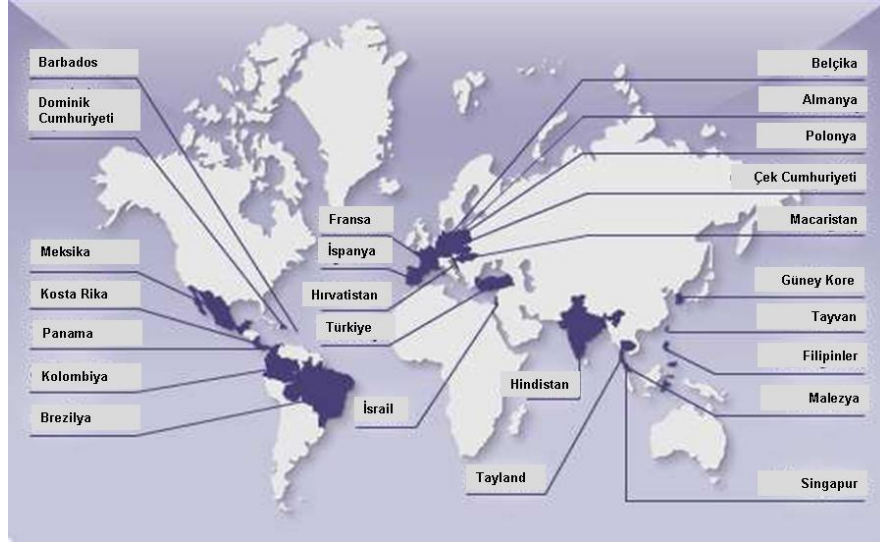 Barbados
Dominik
Cumhuriyeti
Meksika
Kosta Rika
Panama
Kolombiya
Brezilya
Fransa
İspanya
Hırvatistan
Türkiye
İsrail
Hindistan
Tayland
Belçika
Almanya
Polonya
Çek Cumhuriyeti
Macaristan
Güney Kore
Tayvan
Filipinler
Malezya
Singapur